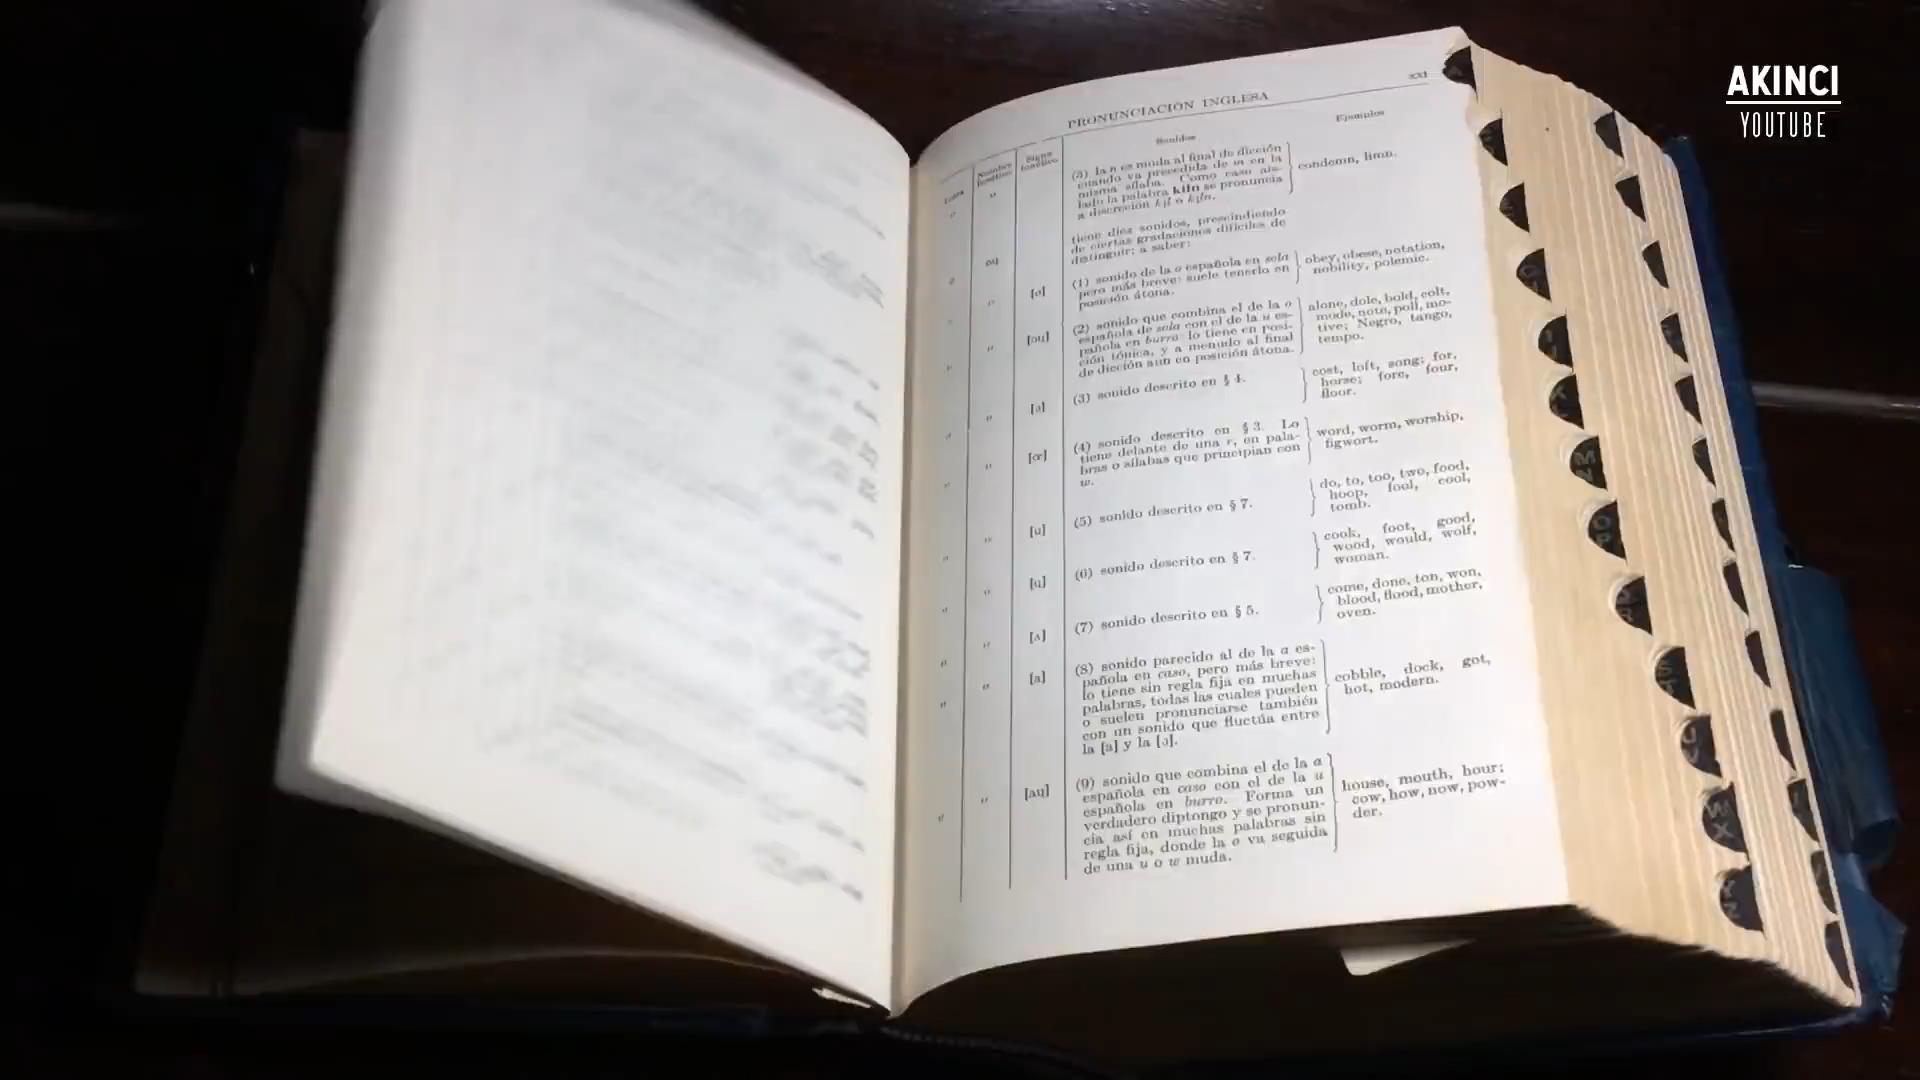 AKINCI
YOUTUBE
PRONUNCIACIÓN INGLESA
xxi
Letra
Nombre fonético
Signo fonético
Sonidos
Ejemplos
(3) la n es muda al final de dicción
cuando va precedida de m en la
misma sílaba. Como caso ais-
lado la palabra kiln se pronuncia
a discreción kįl o kįln.
condemn, limn.
tiene diez sonidos, prescindiendo
de ciertas gradaciones difíciles de
distinguir; a saber:
oų
[o]
(1) sonido de la o española en sola
pero más breve: suele tenerlo en
posición átona.
obey, obese, notation,
nobility, polemic.
[oų]
(2) sonido que combina el de la o
española de sola con el de la u es-
pañola en burro: lo tiene en posi-
ción tónica, y a menudo al final
de dicción aun en posición átona.
alone, dole, bold, colt,
mode, note, poll, mo-
tive; Negro, tango,
tempo.
[ɔ]
(3) sonido descrito en § 4.
cost, loft, song; for,
horse; fore, four,
floor.
[œ]
(4) sonido descrito en § 3. Lo
tiene delante de una r, en pala-
bras o sílabas que principian con
w.
word, worm, worship,
figwort.
[u]
(5) sonido descrito en § 7.
do, to, too, two, food,
hoop, fool, cool,
tomb.
[ų]
(6) sonido descrito en § 7.
cook, foot, good,
wood, would, wolf,
woman.
[ʌ]
(7) sonido descrito en § 5.
come, done, ton, won,
blood, flood, mother,
oven.
[a]
(8) sonido parecido al de la a es-
pañola en caso, pero más breve:
lo tiene sin regla fija en muchas
palabras, todas las cuales pueden
o suelen pronunciarse también
con un sonido que fluctúa entre
la [a] y la [ɔ].
cobble, dock, got,
hot, modern.
[aų]
(9) sonido que combina el de la a
española en caso con el de la u
española en burro. Forma un
verdadero diptongo y se pronun-
cia así en muchas palabras sin
regla fija, donde la o va seguida
de una u o w muda.
house, mouth, hour;
cow, how, now, pow-
der.
A
M
N
O
P
S
T
U
V
W
X
Y
Z